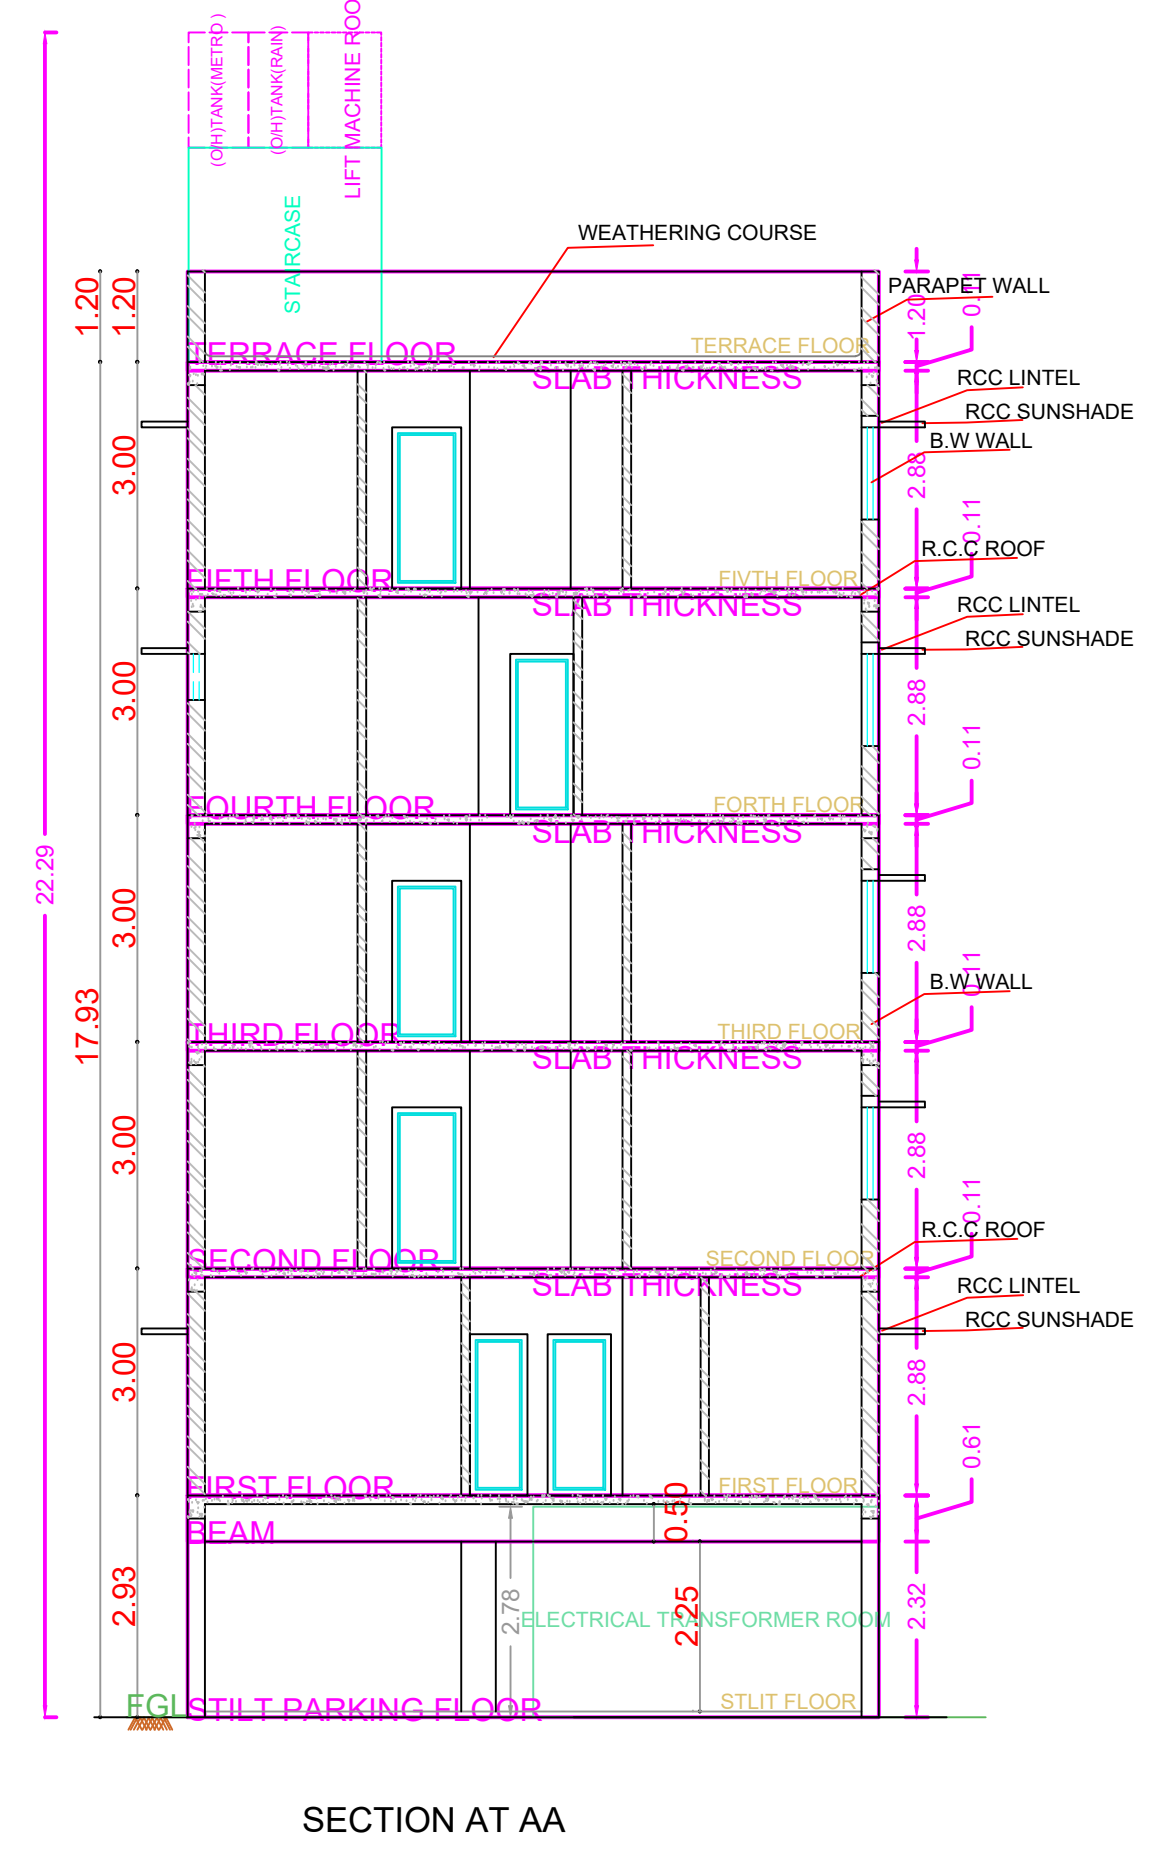 (O/H)TANK(METRO )
(O/H)TANK(RAIN)
LIFT MACHINE ROO
STAIRCASE
WEATHERING COURSE
1.20
1.20
PARAPET WALL
1.20
0.11
TERRACE FLOOR
TERRACE FLOOR
SLAB THICKNESS
RCC LINTEL
RCC SUNSHADE
B.W WALL
3.00
2.88
0.11
R.C.C ROOF
FIFTH FLOOR
FIVTH FLOOR
SLAB THICKNESS
RCC LINTEL
RCC SUNSHADE
3.00
2.88
0.11
FOURTH FLOOR
FORTH FLOOR
SLAB THICKNESS
22.29
3.00
2.88
0.11
B.W WALL
17.93
THIRD FLOOR
THIRD FLOOR
SLAB THICKNESS
3.00
2.88
0.11
R.C.C ROOF
SECOND FLOOR
SECOND FLOOR
SLAB THICKNESS
RCC LINTEL
RCC SUNSHADE
3.00
2.88
0.61
FIRST FLOOR
FIRST FLOOR
0.50
BEAM
2.93
2.78
2.25
2.32
ELECTRICAL TRANSFORMER ROOM
FGL
STILT PARKING FLOOR
STLIT FLOOR
SECTION AT AA